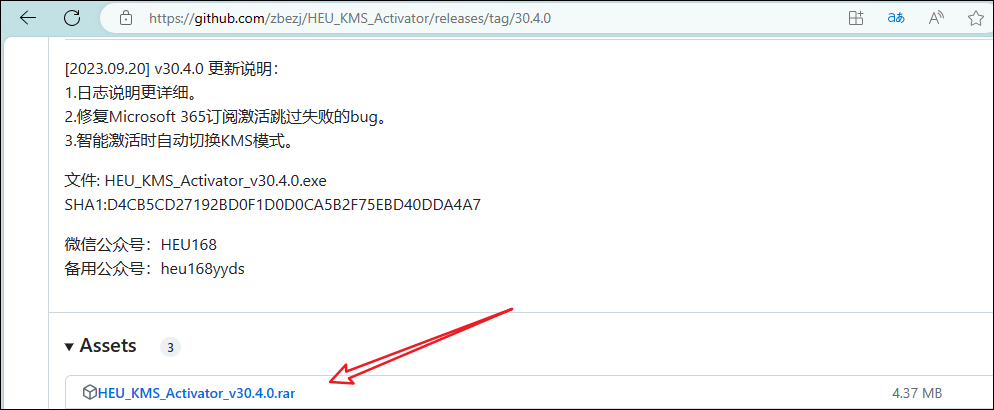 https://github.com/zbezj/HEU_KMS_Activator/releases/tag/30.4.0
aあ
A
[2023.09.20] v30.4.0 更新说明：
1.日志说明更详细。
2.修复Microsoft 365订阅激活跳过失败的bug。
3.智能激活时自动切换KMS模式。
文件: HEU_KMS_Activator_v30.4.0.exe
SHA1:D4CB5CD27192BD0F1D0D0CA5B2F75EBD40DDA4A7
微信公众号：HEU168
备用公众号：heu168yyds
Assets 3
HEU_KMS_Activator_v30.4.0.rar 4.37 MB